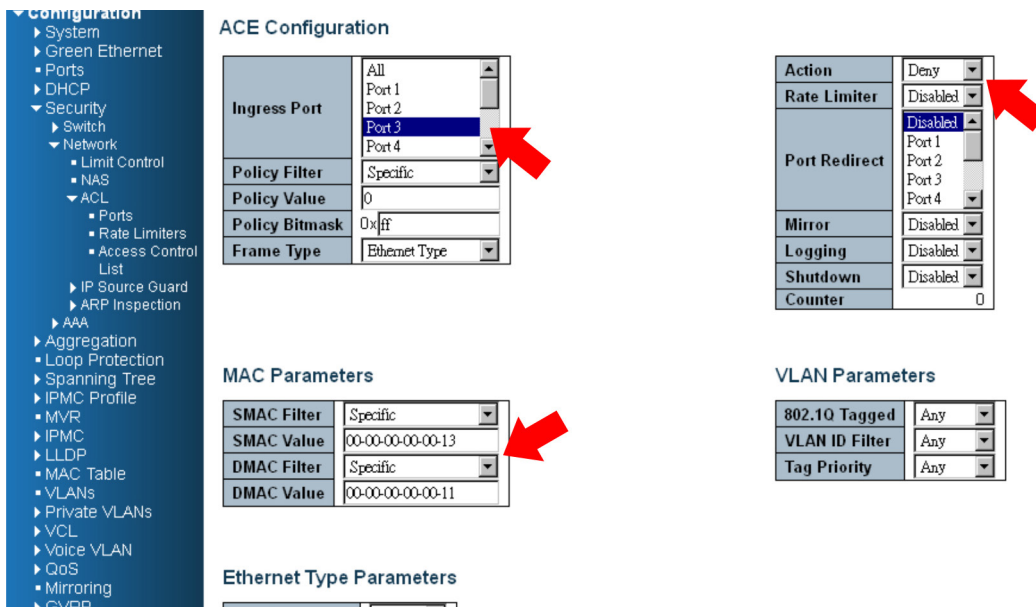 Configuration
System
Green Ethernet
Ports
DHCP
Security
Switch
Network
Limit Control
NAS
ACL
Ports
Rate Limiters
Access Control
List
IP Source Guard
ARP Inspection
AAA
Aggregation
Loop Protection
Spanning Tree
IPMC Profile
MVR
IPMC
LLDP
MAC Table
VLANs
Private VLANs
VCL
Voice VLAN
QoS
Mirroring
GVRP
ACE Configuration
Ingress Port
All
Port 1
Port 2
Port 3
Port 4
Policy Filter Specific
Policy Value 0
Policy Bitmask 0xff
Frame Type Ethernet Type
Action Deny
Rate Limiter Disabled
Port Redirect
Disabled
Port 1
Port 2
Port 3
Port 4
Mirror Disabled
Logging Disabled
Shutdown Disabled
Counter 0
MAC Parameters
SMAC Filter Specific
SMAC Value 00-00-00-00-00-13
DMAC Filter Specific
DMAC Value 00-00-00-00-00-11
VLAN Parameters
802.1Q Tagged Any
VLAN ID Filter Any
Tag Priority Any
Ethernet Type Parameters